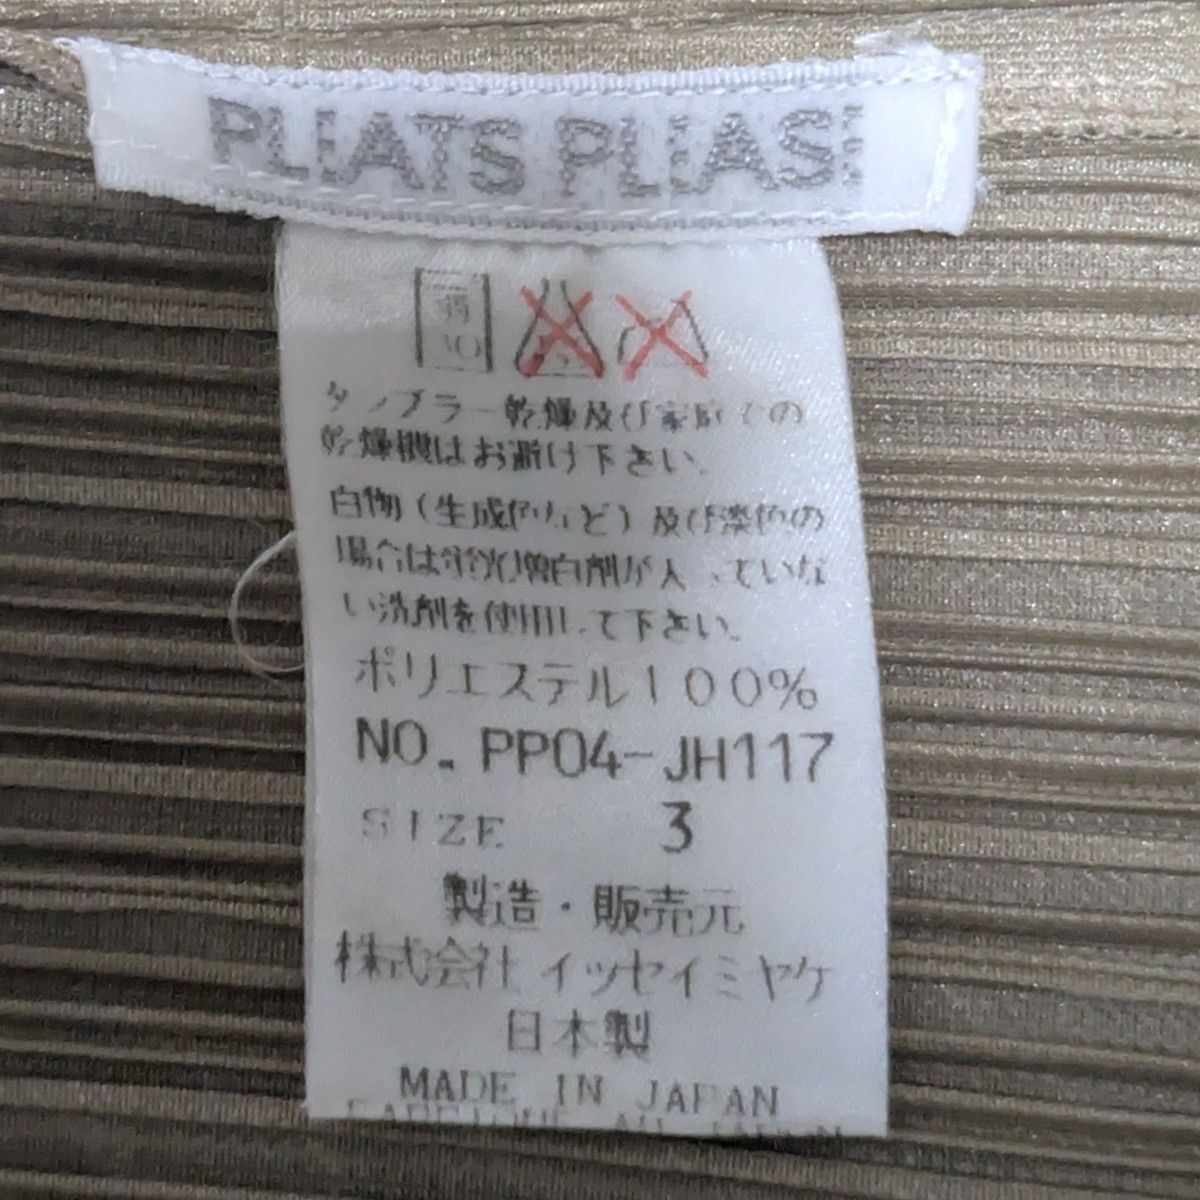 PLEATS PLEASE
タンブラー乾燥及び家庭での
乾燥機はお避け下さい.
白物(生成色など)及び淡色の
場合は蛍光増白剤が入っていな
い洗剤を使用して下さい.
ポリエステル100%
NO. PP04-JH117
SIZE 3
製造・販売元
株式会社 イッセイミヤケ
日本製
MADE IN JAPAN